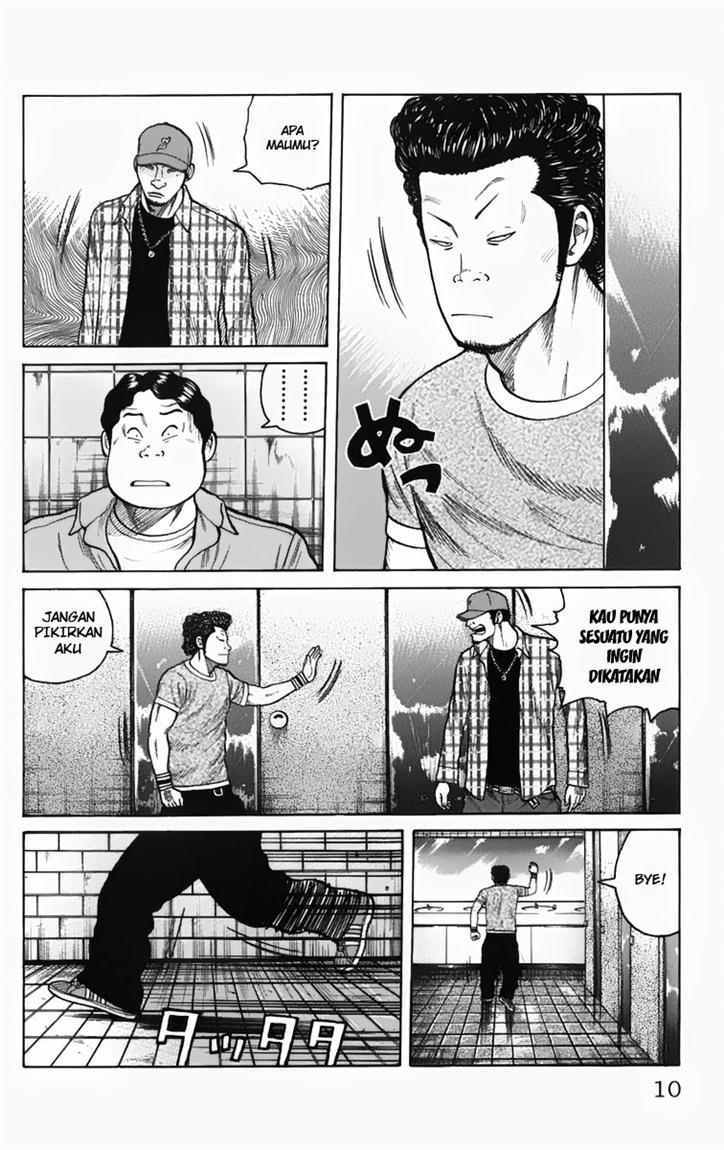 ぬっ
APA
MAUMU?
.......
JANGAN
PIKIRKAN
AKU
KAU PUNYA
SESUATU YANG
INGIN
DIKATAKAN
BYE!
タッタタ
10